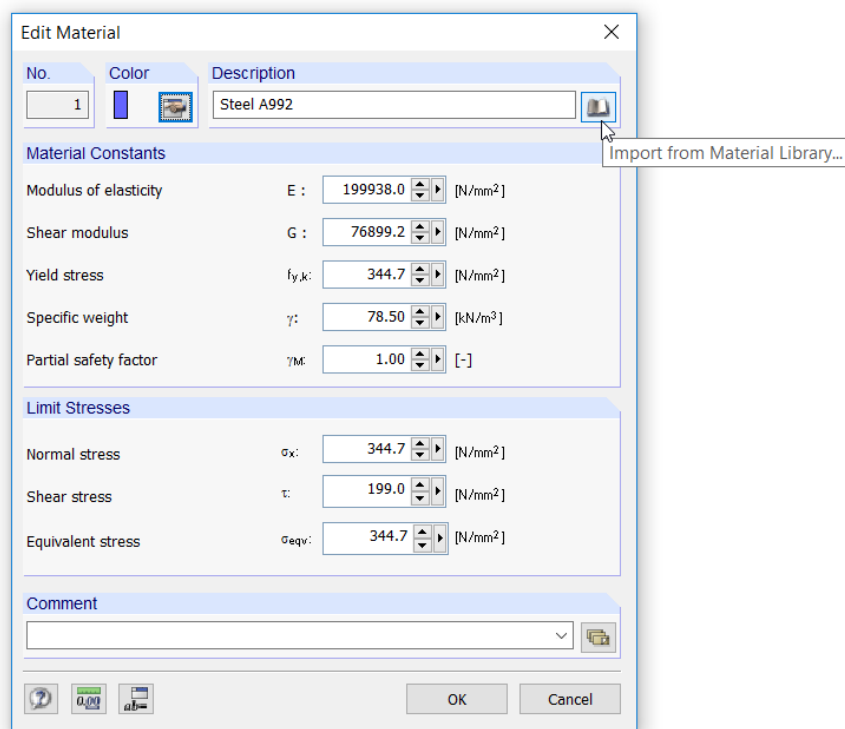 Edit Material
No. Color Description
1 Steel A992
Import from Material Library...
Material Constants
Modulus of elasticity E : 199938.0 [N/mm²]
Shear modulus G : 76899.2 [N/mm²]
Yield stress fy,k: 344.7 [N/mm²]
Specific weight γ: 78.50 [kN/m³]
Partial safety factor γM: 1.00 [-]
Limit Stresses
Normal stress σx: 344.7 [N/mm²]
Shear stress τ: 199.0 [N/mm²]
Equivalent stress σeqv: 344.7 [N/mm²]
Comment
0.00 ab= OK Cancel